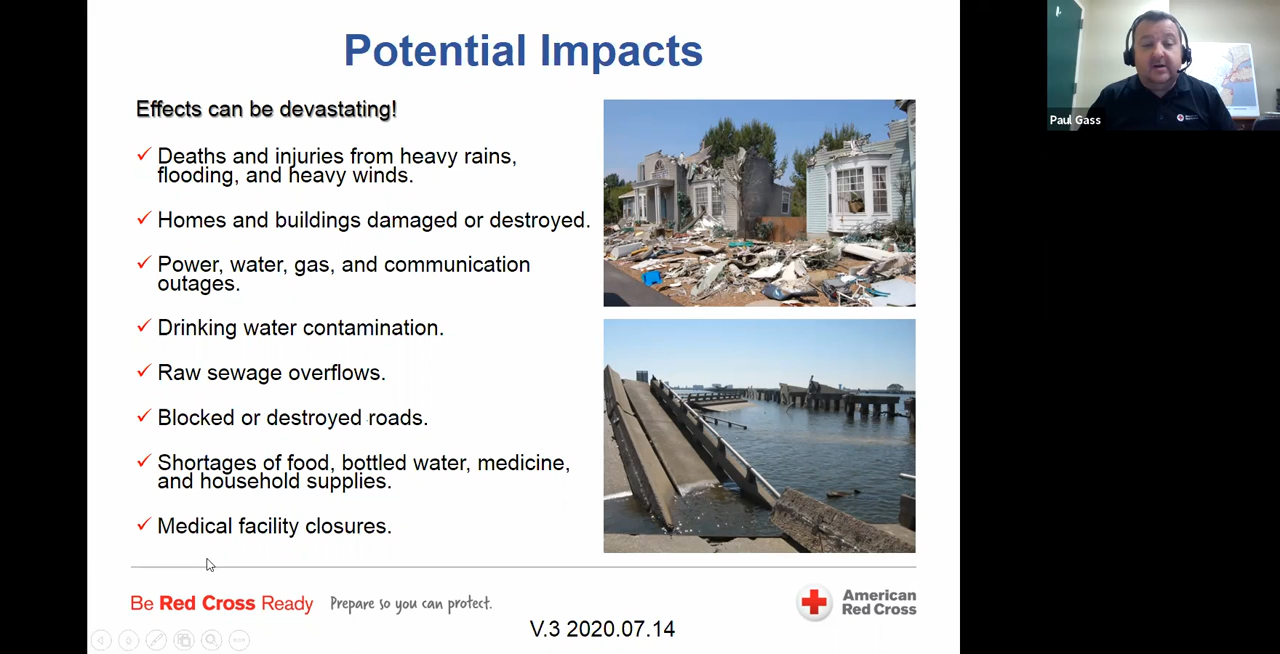 Potential Impacts
Effects can be devastating!
Deaths and injuries from heavy rains,
flooding, and heavy winds.
Homes and buildings damaged or destroyed.
Power, water, gas, and communication
outages.
Drinking water contamination.
Raw sewage overflows.
Blocked or destroyed roads.
Shortages of food, bottled water, medicine,
and household supplies.
Medical facility closures.
Be Red Cross Ready
Prepare so you can protect.
American
Red Cross
V.3 2020.07.14
Paul Gass